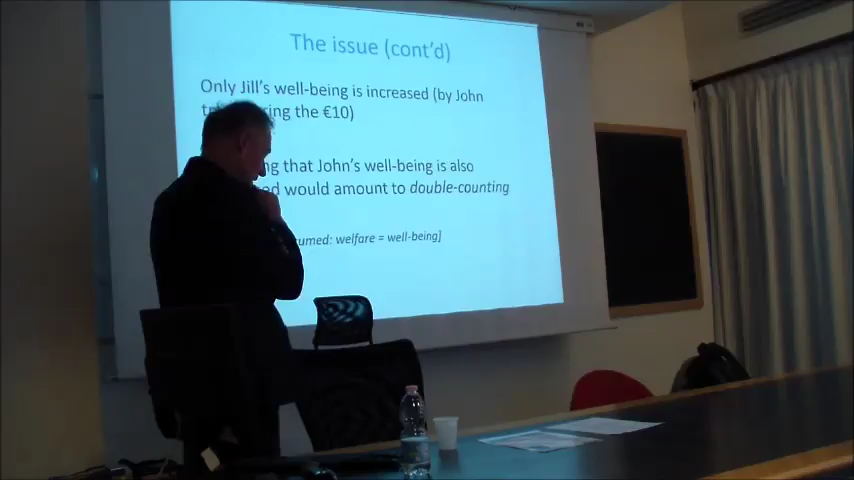 The issue (cont'd)
Only Jill's well-being is increased (by John
the €10)
that John's well-being is also
would amount to double-counting
welfare = well-being]